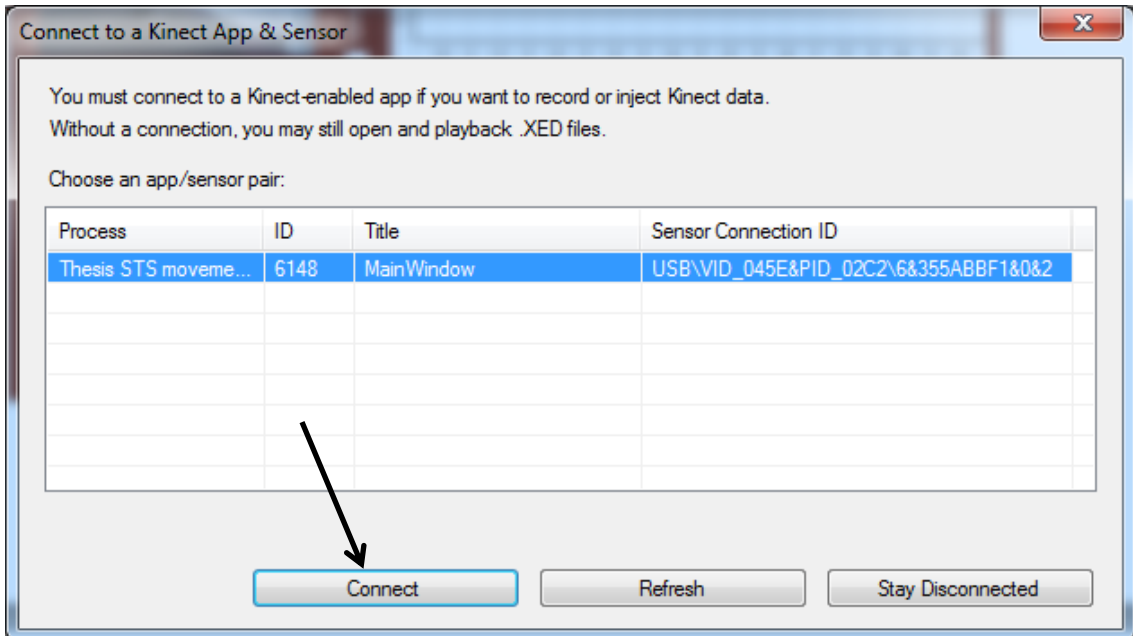 Connect to a Kinect App & Sensor
You must connect to a Kinect-enabled app if you want to record or inject Kinect data.
Without a connection, you may still open and playback .XED files.
Choose an app/sensor pair:
Process ID Title Sensor Connection ID
Thesis STS moveme... 6148 MainWindow USB\VID_045E&PID_02C2\6&355ABBF1&0&2
Connect Refresh Stay Disconnected